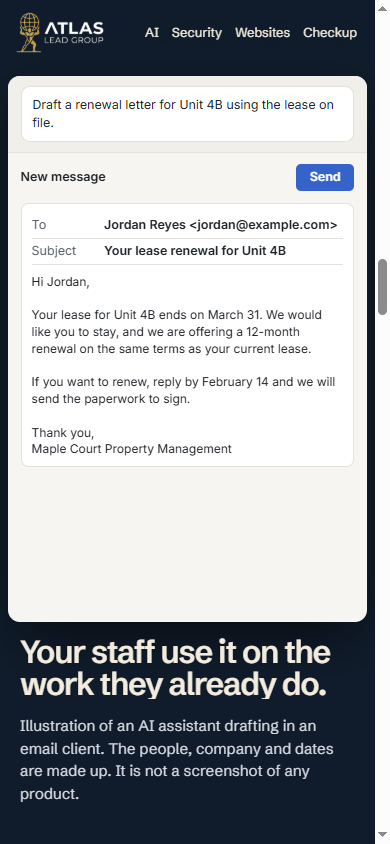 ATLAS
LEAD GROUP
AI Security Websites Checkup
Draft a renewal letter for Unit 4B using the lease on
file.
New message
Send
To Jordan Reyes <jordan@example.com>
Subject Your lease renewal for Unit 4B
Hi Jordan,
Your lease for Unit 4B ends on March 31. We would
like you to stay, and we are offering a 12-month
renewal on the same terms as your current lease.
If you want to renew, reply by February 14 and we will
send the paperwork to sign.
Thank you,
Maple Court Property Management
Your staff use it on the
work they already do.
Illustration of an AI assistant drafting in an
email client. The people, company and dates
are made up. It is not a screenshot of any
product.